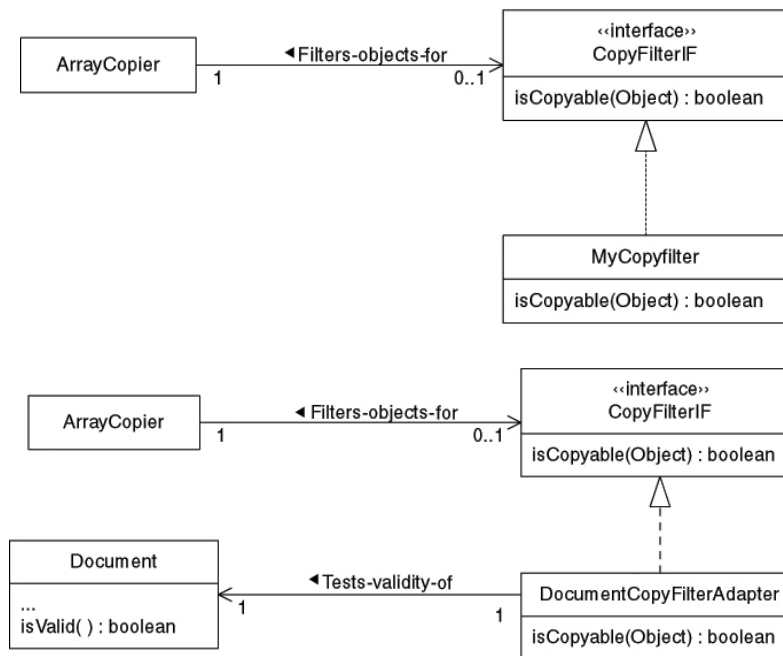 ‹‹interface››
CopyFilterIF
ArrayCopier
◄Filters-objects-for
1
0..1
isCopyable(Object) : boolean
MyCopyfilter
isCopyable(Object) : boolean
‹‹interface››
CopyFilterIF
ArrayCopier
◄Filters-objects-for
1
0..1
isCopyable(Object) : boolean
Document
◄Tests-validity-of
DocumentCopyFilterAdapter
...
isValid( ) : boolean
1
1
isCopyable(Object) : boolean